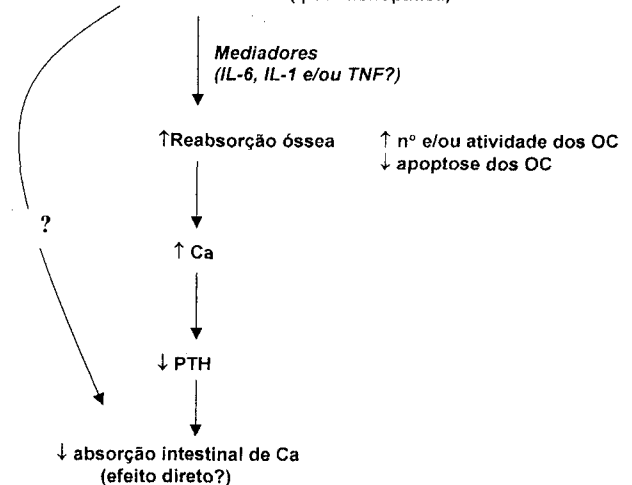 Mediadores
(IL-6, IL-1 e/ou TNF?)
↑Reabsorção óssea
↑ nº e/ou atividade dos OC
↓ apoptose dos OC
?
↑ Ca
↓ PTH
↓ absorção intestinal de Ca
(efeito direto?)